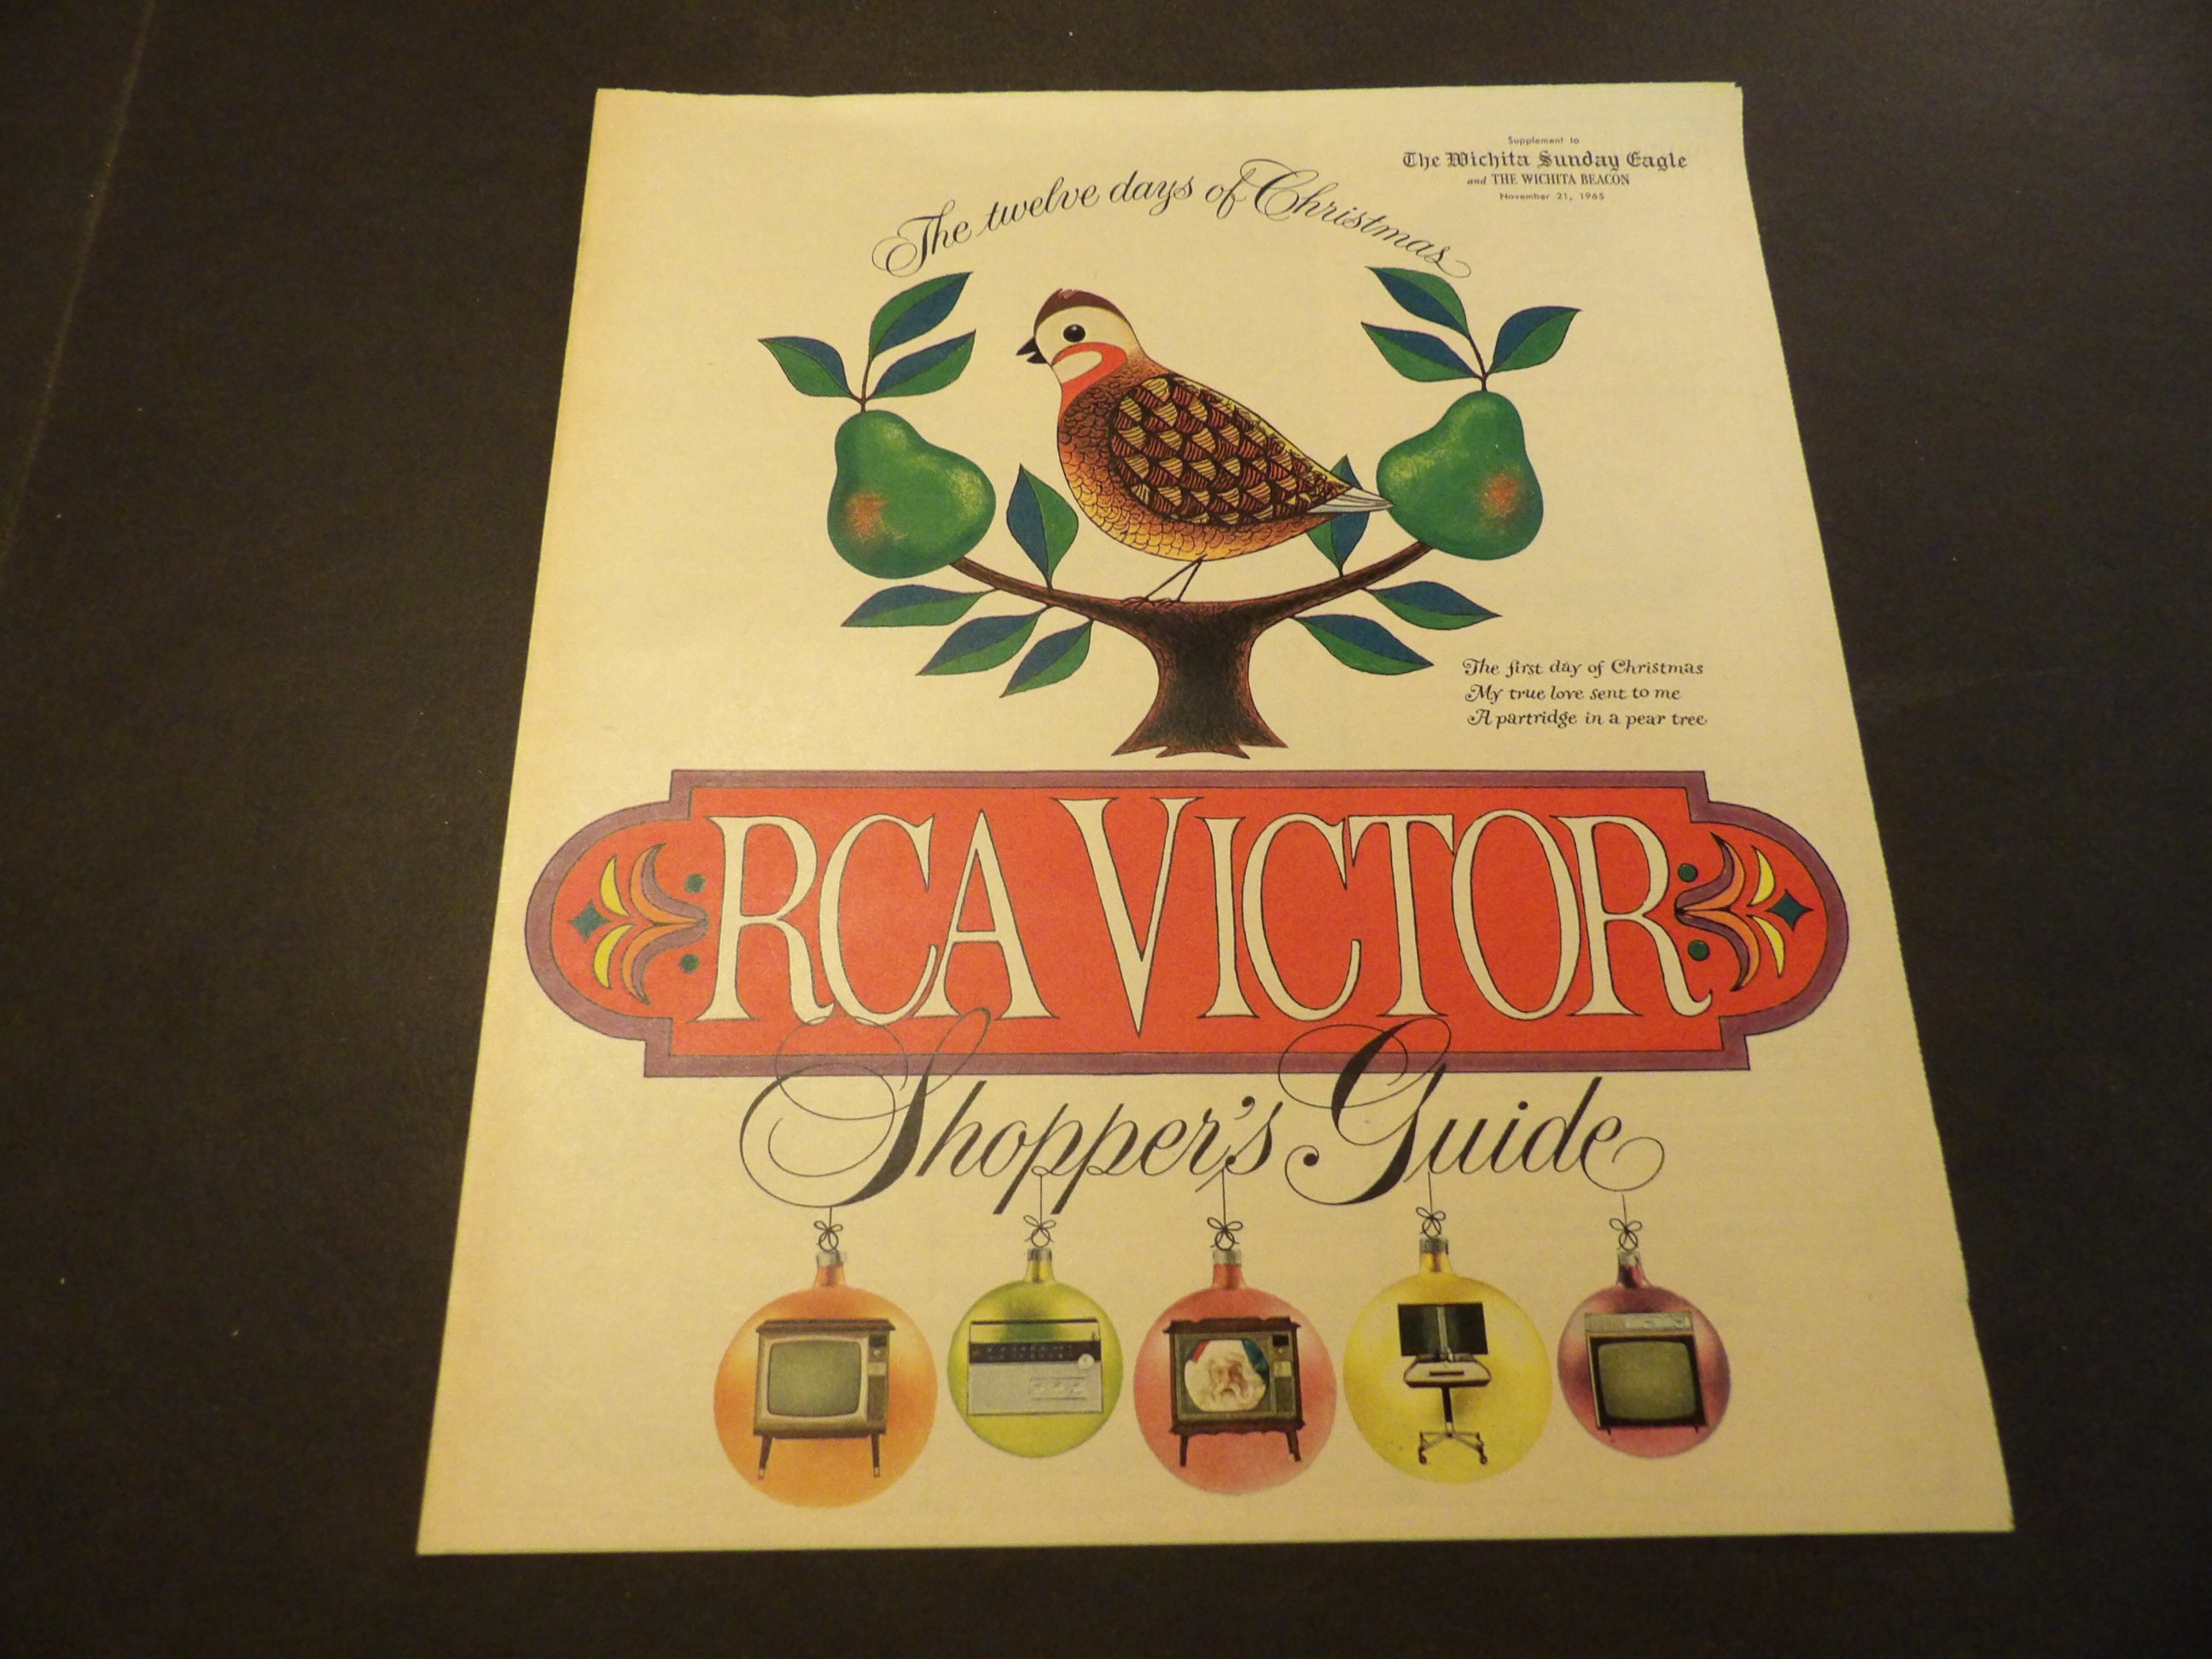 Supplement to
The Wichita Sunday Eagle
and THE WICHITA BEACON
November 21, 1965
The twelve days of Christmas
The first day of Christmas
My true love sent to me
A partridge in a pear tree
RCA VICTOR
Shopper's Guide